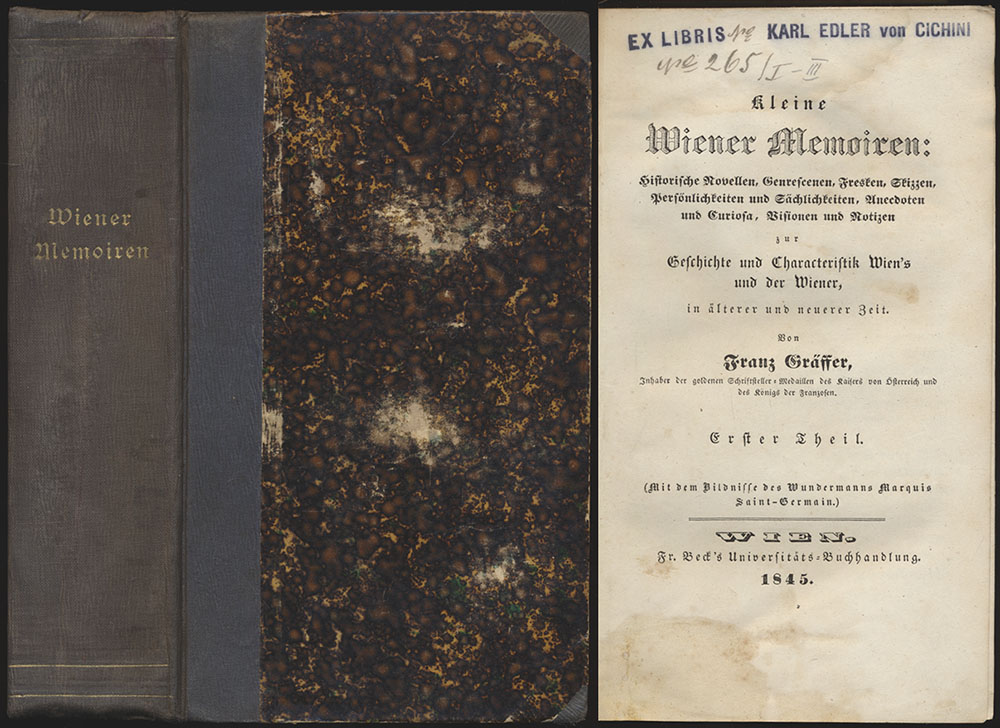 Wiener
Memoiren
EX LIBRIS No KARL EDLER von CICHINI
No 265/I–III
Kleine
Wiener Memoiren:
Historische Novellen, Genrescenen, Fresken, Skizzen,
Persönlichkeiten und Sächlichkeiten, Anecdoten
und Curiosa, Visionen und Notizen
zur
Geschichte und Characteristik Wien's
und der Wiener,
in älterer und neuerer Zeit.
Von
Franz Gräffer,
Inhaber der goldenen Schriftsteller-Medaillen des Kaisers von Österreich und
des Königs der Franzosen.
Erster Theil.
(Mit dem Bildnisse des Wundermanns Marquis
Saint-Germain.)
WIEN.
Fr. Beck's Universitäts-Buchhandlung.
1845.